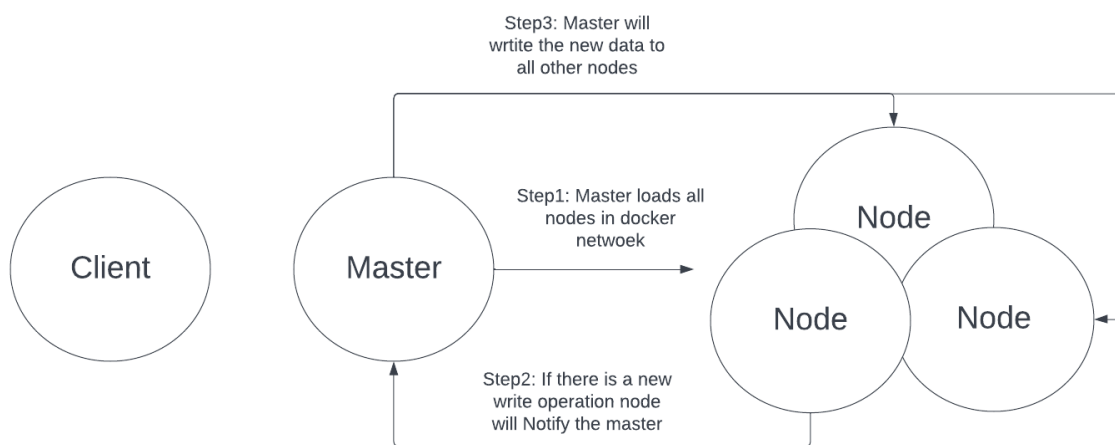 Step3: Master will
wrtite the new data to
all other nodes
Step1: Master loads all
nodes in docker
netwoek
Node
Client
Master
Node
Node
Step2: If there is a new
write operation node
will Notify the master